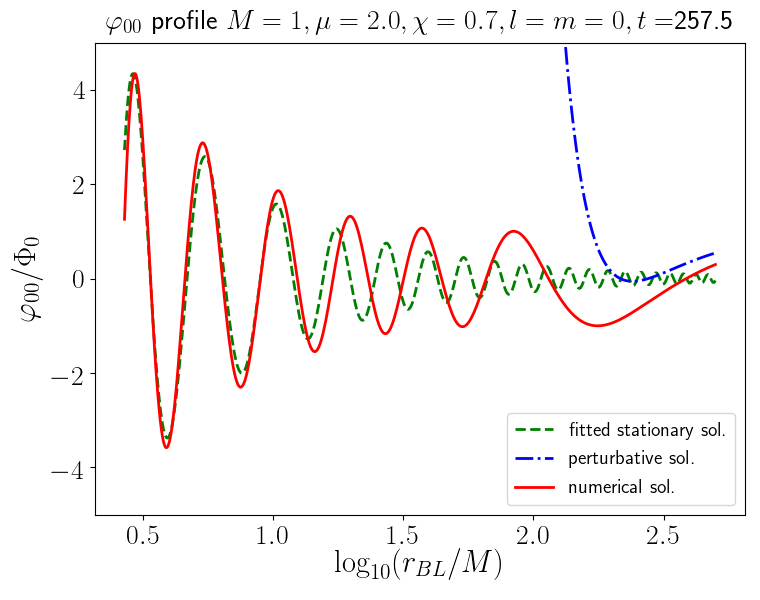 φ₀₀ profile M = 1, μ = 2.0, χ = 0.7, l = m = 0, t =257.5
φ₀₀/Φ₀
4
2
0
−2
−4
fitted stationary sol.
perturbative sol.
numerical sol.
0.5 1.0 1.5 2.0 2.5
log₁₀(r_BL/M)